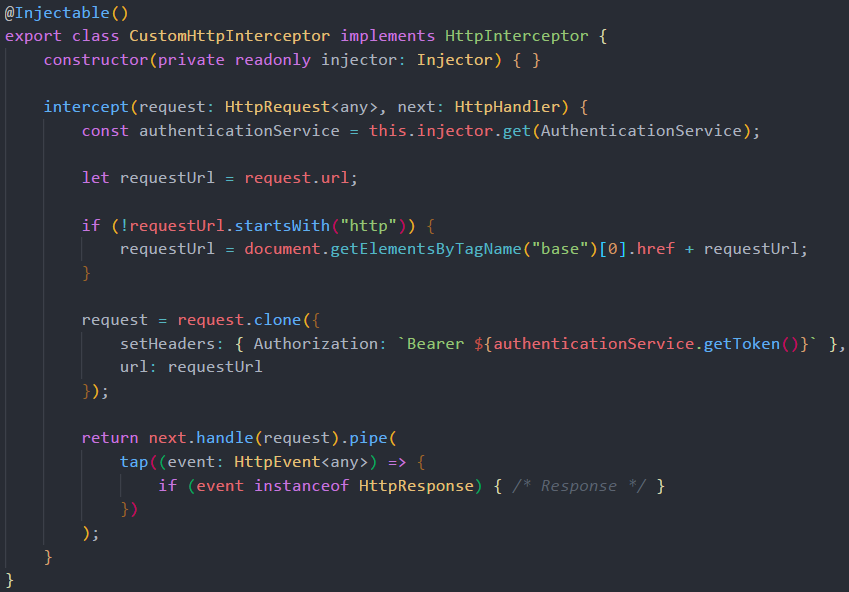 @Injectable()
export class CustomHttpInterceptor implements HttpInterceptor {
    constructor(private readonly injector: Injector) { }

    intercept(request: HttpRequest<any>, next: HttpHandler) {
        const authenticationService = this.injector.get(AuthenticationService);

        let requestUrl = request.url;

        if (!requestUrl.startsWith("http")) {
            requestUrl = document.getElementsByTagName("base")[0].href + requestUrl;
        }

        request = request.clone({
            setHeaders: { Authorization: `Bearer ${authenticationService.getToken()}` },
            url: requestUrl
        });

        return next.handle(request).pipe(
            tap((event: HttpEvent<any>) => {
                if (event instanceof HttpResponse) { /* Response */ }
            })
        );
    }
}